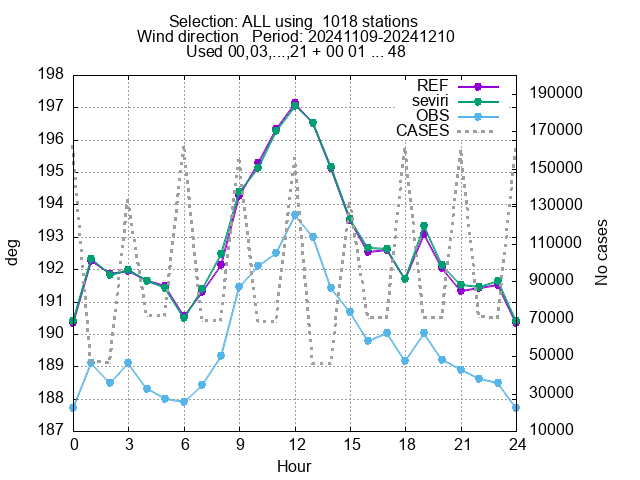 Selection: ALL using  1018 stations
Wind direction   Period: 20241109-20241210
Used 00,03,...,21 + 00 01 ... 48
198
197
196
195
194
193
192
191
190
189
188
187
deg
REF
seviri
OBS
CASES
190000
170000
150000
130000
110000
90000
70000
50000
30000
10000
No cases
0 3 6 9 12 15 18 21 24
Hour